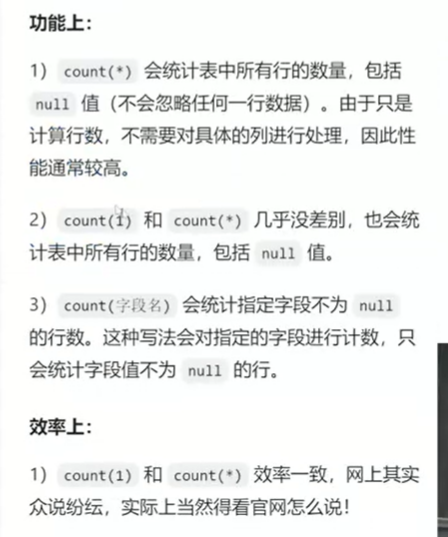 功能上：
1） count(*) 会统计表中所有行的数量，包括
null 值（不会忽略任何一行数据）。由于只是
计算行数，不需要对具体的列进行处理，因此性
能通常较高。
2） count(1) 和 count(*) 几乎没差别，也会统
计表中所有行的数量，包括 null 值。
3） count(字段名) 会统计指定字段不为 null
的行数。这种写法会对指定的字段进行计数，只
会统计字段值不为 null 的行。
效率上：
1） count(1) 和 count(*) 效率一致，网上其实
众说纷纭，实际上当然得看官网怎么说！